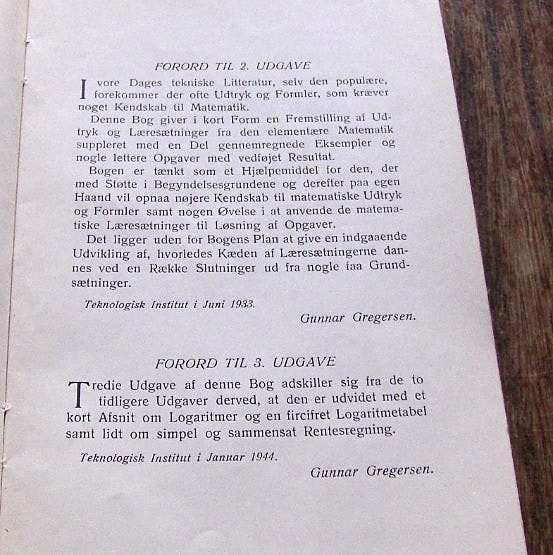 FORORD TIL 2. UDGAVE
I vore Dages tekniske Litteratur, selv den populære,
forekommer der ofte Udtryk og Formler, som kræver
noget Kendskab til Matematik.
Denne Bog giver i kort Form en Fremstilling af Ud-
tryk og Læresætninger fra den elementære Matematik
suppleret med en Del gennemregnede Eksempler og
nogle lettere Opgaver med vedføjet Resultat.
Bogen er tænkt som et Hjælpemiddel for den, der
med Støtte i Begyndelsesgrundene og derefter paa egen
Haand vil opnaa nøjere Kendskab til matematiske Udtryk
og Formler samt nogen Øvelse i at anvende de matema-
tiske Læresætninger til Løsning af Opgaver.
Det ligger uden for Bogens Plan at give en indgaaende
Udvikling af, hvorledes Kæden af Læresætningerne dan-
nes ved en Række Slutninger ud fra nogle faa Grund-
sætninger.
Teknologisk Institut i Juni 1933.
Gunnar Gregersen.
FORORD TIL 3. UDGAVE
Tredie Udgave af denne Bog adskiller sig fra de to
tidligere Udgaver derved, at den er udvidet med et
kort Afsnit om Logaritmer og en fircifret Logaritmetabel
samt lidt om simpel og sammensat Rentesregning.
Teknologisk Institut i Januar 1944.
Gunnar Gregersen.